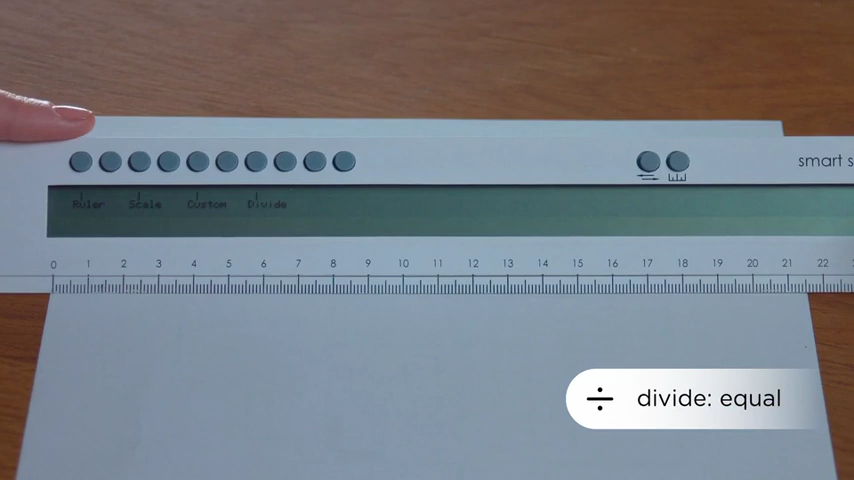 smart s
Ruler Scale Custom Divide
0 1 2 3 4 5 6 7 8 9 10 11 12 13 14 15 16 17 18 19 20 21 22
÷ divide: equal